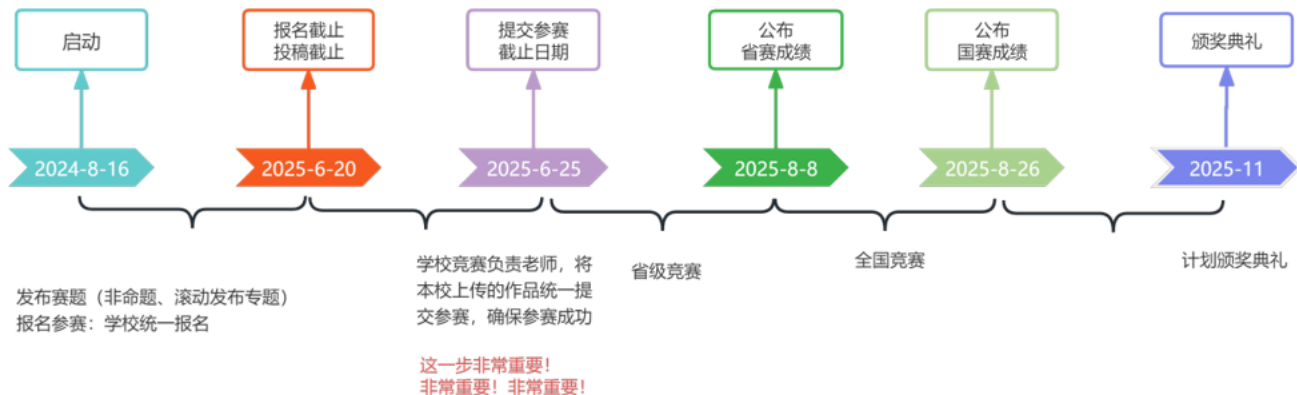 启动
报名截止
投稿截止
提交参赛
截止日期
公布
省赛成绩
公布
国赛成绩
颁奖典礼
2024-8-16
2025-6-20
2025-6-25
2025-8-8
2025-8-26
2025-11
发布赛题（非命题、滚动发布专题）
报名参赛：学校统一报名
学校竞赛负责老师，将
本校上传的作品统一提
交参赛，确保参赛成功
这一步非常重要！
非常重要！非常重要！
省级竞赛
全国竞赛
计划颁奖典礼